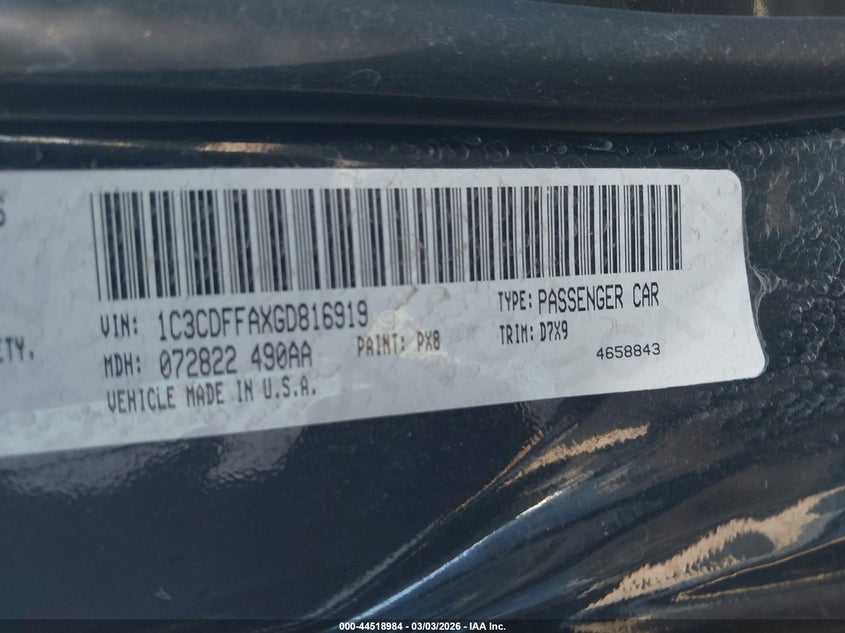 S
VIN: 1C3CDFFAXGD816919
TYPE: PASSENGER CAR
ETY.
MDH: 072822 490AA
PAINT: PX8
TRIM: D7X9
VEHICLE MADE IN U.S.A.
4658843
000-44518984 - 03/03/2026 - IAA Inc.